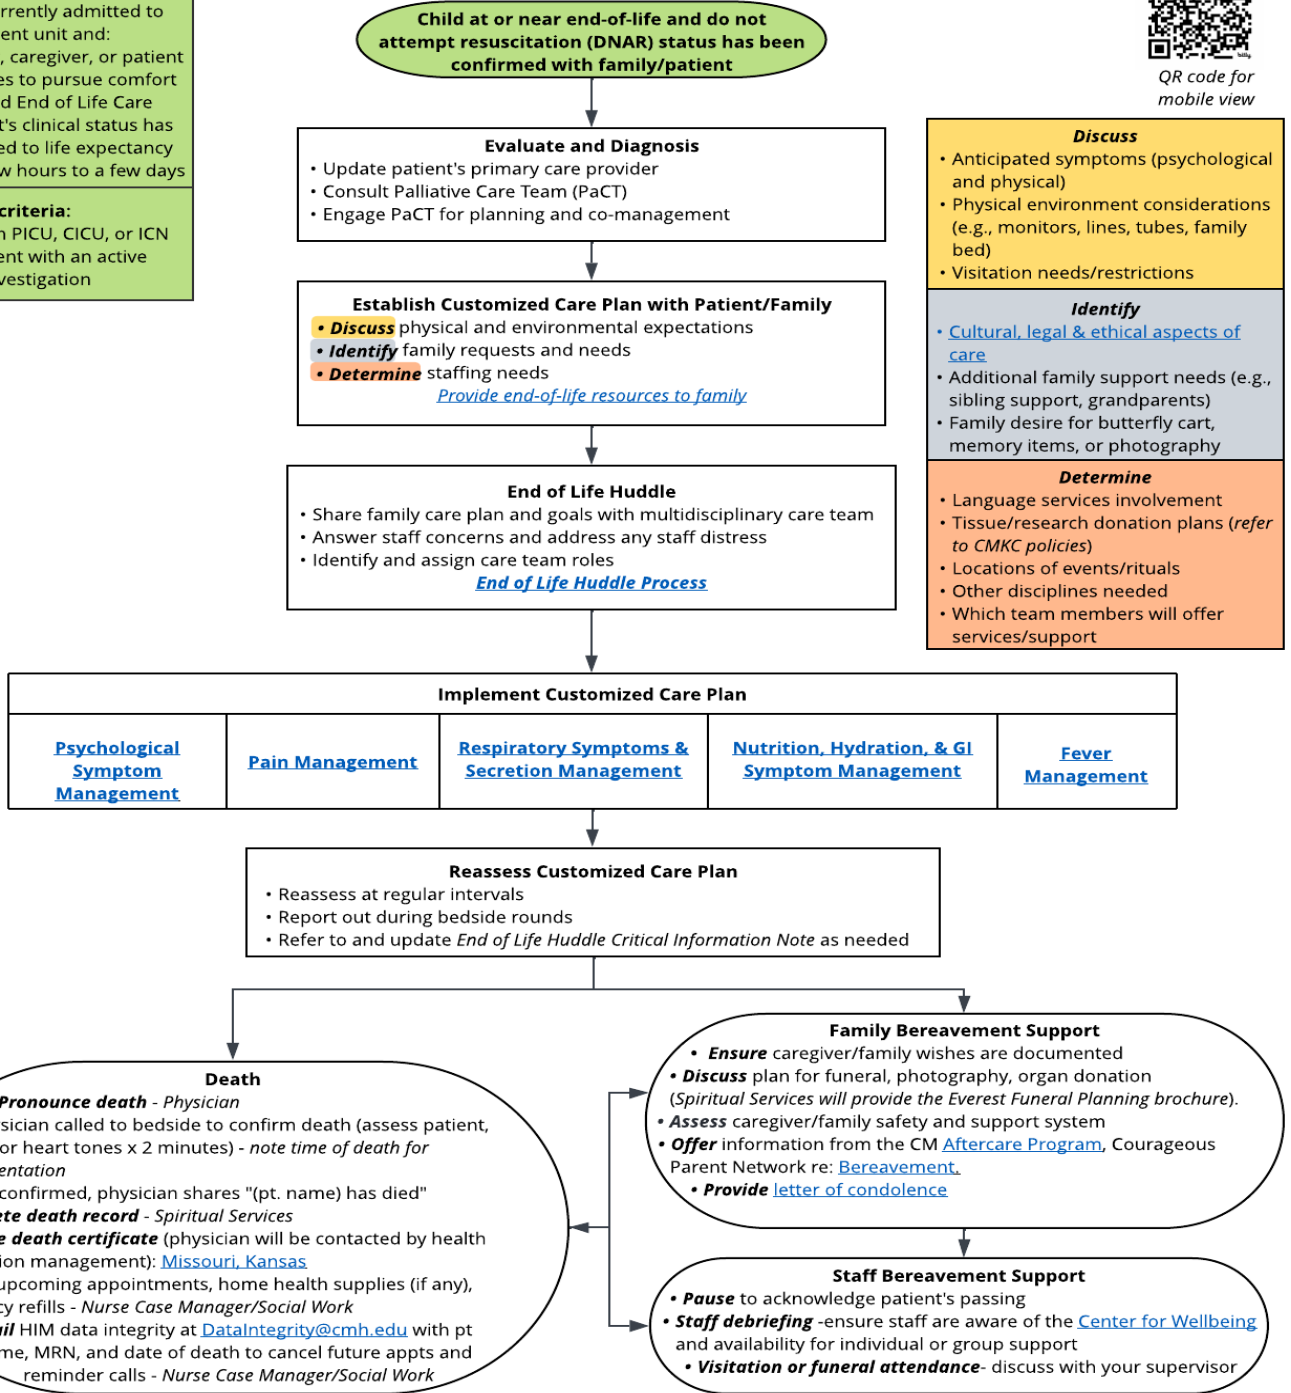 rrently admitted to
ent unit and:
, caregiver, or patient
es to pursue comfort
d End of Life Care
t's clinical status has
ed to life expectancy
w hours to a few days
criteria:
n PICU, CICU, or ICN
ent with an active
vestigation
Child at or near end-of-life and do not
attempt resuscitation (DNAR) status has been
confirmed with family/patient
QR code for
mobile view
Evaluate and Diagnosis
• Update patient's primary care provider
• Consult Palliative Care Team (PaCT)
• Engage PaCT for planning and co-management
Establish Customized Care Plan with Patient/Family
• Discuss physical and environmental expectations
• Identify family requests and needs
• Determine staffing needs
Provide end-of-life resources to family
Discuss
• Anticipated symptoms (psychological
and physical)
• Physical environment considerations
(e.g., monitors, lines, tubes, family
bed)
• Visitation needs/restrictions
Identify
• Cultural, legal & ethical aspects of
care
• Additional family support needs (e.g.,
sibling support, grandparents)
• Family desire for butterfly cart,
memory items, or photography
Determine
• Language services involvement
• Tissue/research donation plans (refer
to CMKC policies)
• Locations of events/rituals
• Other disciplines needed
• Which team members will offer
services/support
End of Life Huddle
• Share family care plan and goals with multidisciplinary care team
• Answer staff concerns and address any staff distress
• Identify and assign care team roles
End of Life Huddle Process
Implement Customized Care Plan
Psychological
Symptom
Management
Pain Management
Respiratory Symptoms &
Secretion Management
Nutrition, Hydration, & GI
Symptom Management
Fever
Management
Reassess Customized Care Plan
• Reassess at regular intervals
• Report out during bedside rounds
• Refer to and update End of Life Huddle Critical Information Note as needed
Death
Pronounce death - Physician
sician called to bedside to confirm death (assess patient,
or heart tones x 2 minutes) - note time of death for
entation
confirmed, physician shares "(pt. name) has died"
ete death record - Spiritual Services
e death certificate (physician will be contacted by health
ion management): Missouri, Kansas
upcoming appointments, home health supplies (if any),
cy refills - Nurse Case Manager/Social Work
ail HIM data integrity at DataIntegrity@cmh.edu with pt
me, MRN, and date of death to cancel future appts and
reminder calls - Nurse Case Manager/Social Work
Family Bereavement Support
• Ensure caregiver/family wishes are documented
• Discuss plan for funeral, photography, organ donation
(Spiritual Services will provide the Everest Funeral Planning brochure).
• Assess caregiver/family safety and support system
• Offer information from the CM Aftercare Program, Courageous
Parent Network re: Bereavement.
• Provide letter of condolence
Staff Bereavement Support
• Pause to acknowledge patient's passing
• Staff debriefing -ensure staff are aware of the Center for Wellbeing
and availability for individual or group support
• Visitation or funeral attendance- discuss with your supervisor